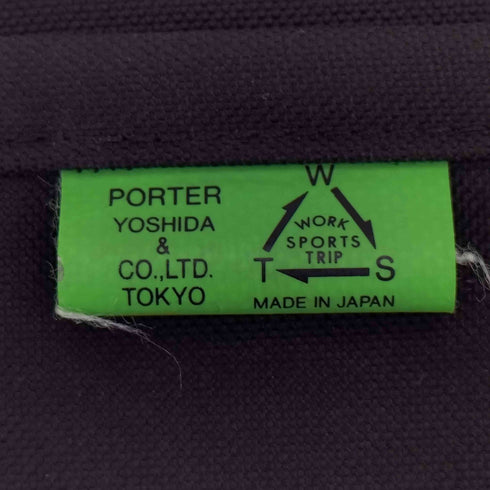 PORTER
YOSHIDA
&
CO.,LTD.
TOKYO
W
WORK
SPORTS
TRIP
T S
MADE IN JAPAN